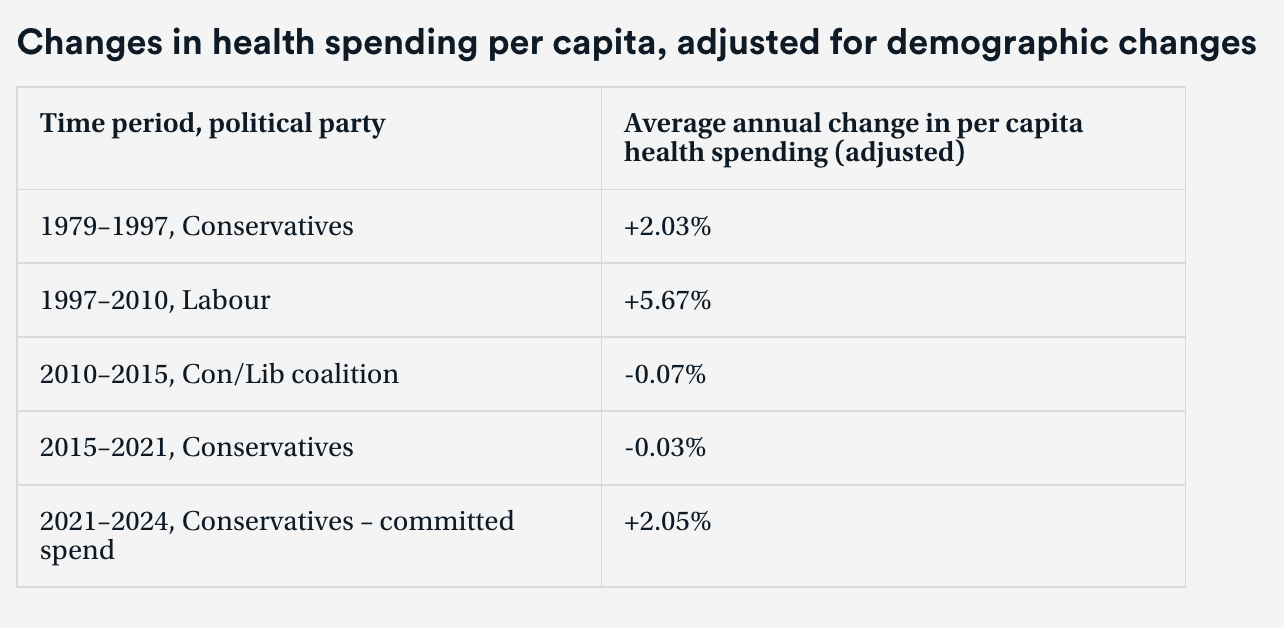 Changes in health spending per capita, adjusted for demographic changes
Time period, political party
Average annual change in per capita
health spending (adjusted)
1979–1997, Conservatives
+2.03%
1997–2010, Labour
+5.67%
2010–2015, Con/Lib coalition
-0.07%
2015–2021, Conservatives
-0.03%
2021–2024, Conservatives – committed
spend
+2.05%